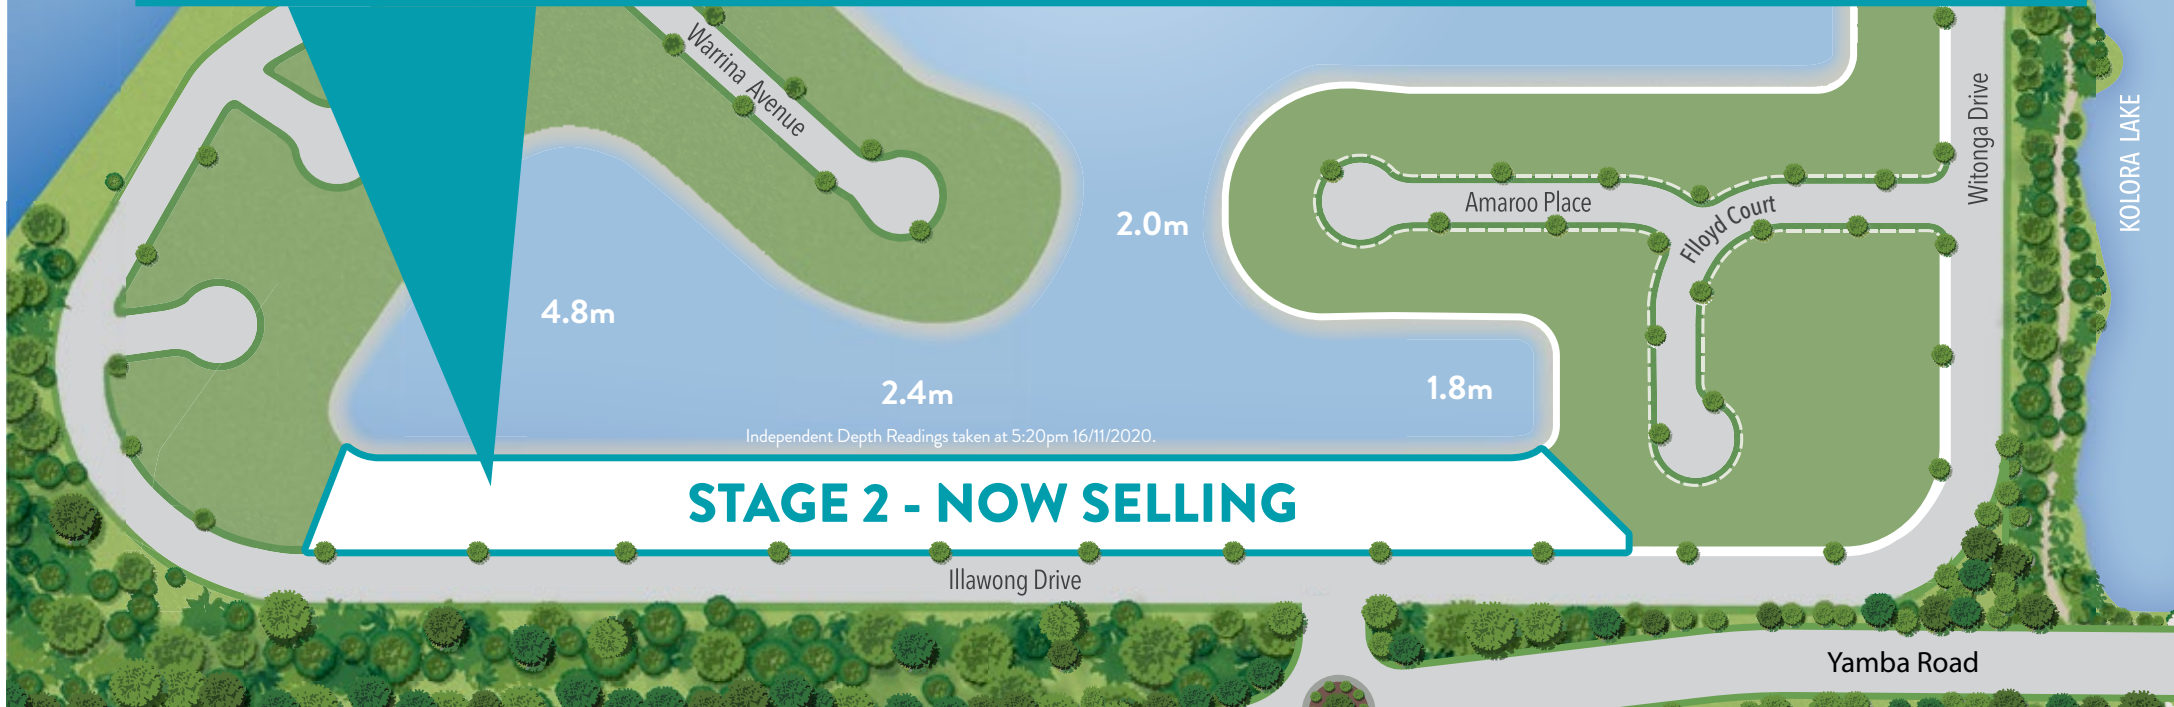 Warrina Avenue
Witonga Drive
KOLORA LAKE
Amaroo Place
Flloyd Court
2.0m
4.8m
2.4m
1.8m
Independent Depth Readings taken at 5:20pm 16/11/2020.
STAGE 2 - NOW SELLING
Illawong Drive
Yamba Road